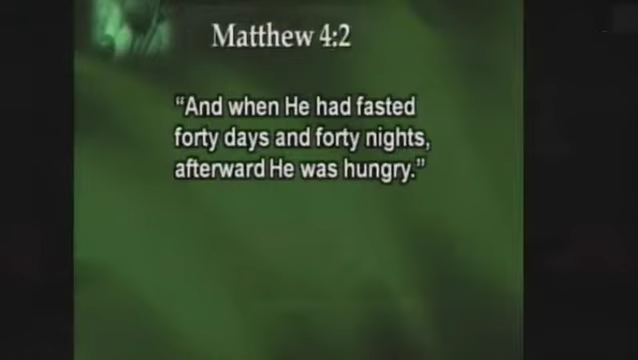 Matthew 4:2
“And when He had fasted
forty days and forty nights,
afterward He was hungry.”